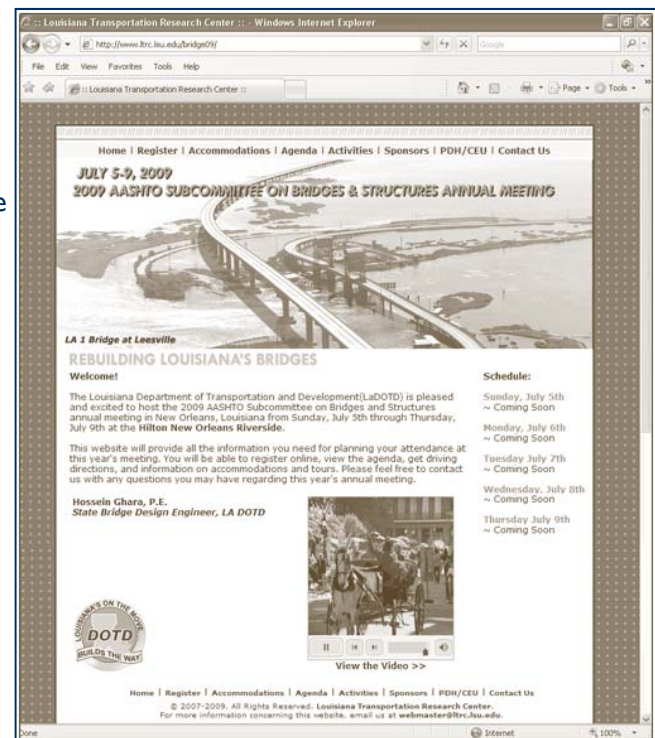 :: Louisiana Transportation Research Center :: - Windows Internet Explorer
http://www.ltrc.lsu.edu/bridge09/
Google
File Edit View Favorites Tools Help
:: Louisiana Transportation Research Center ::
Page Tools
Home | Register | Accommodations | Agenda | Activities | Sponsors | PDH/CEU | Contact Us
JULY 5-9, 2009
2009 AASHTO SUBCOMMITTEE ON BRIDGES & STRUCTURES ANNUAL MEETING
e
LA 1 Bridge at Leesville
REBUILDING LOUISIANA'S BRIDGES
Welcome!
The Louisiana Department of Transportation and Development(LaDOTD) is pleased
and excited to host the 2009 AASHTO Subcommittee on Bridges and Structures
annual meeting in New Orleans, Louisiana from Sunday, July 5th through Thursday,
July 9th at the Hilton New Orleans Riverside.
This website will provide all the information you need for planning your attendance at
this year's meeting. You will be able to register online, view the agenda, get driving
directions, and information on accommodations and tours. Please feel free to contact
us with any questions you may have regarding this year's annual meeting.
Hossein Ghara, P.E.
State Bridge Design Engineer, LA DOTD
Schedule:
Sunday, July 5th
~ Coming Soon
Monday, July 6th
~ Coming Soon
Tuesday July 7th
~ Coming Soon
Wednesday, July 8th
~ Coming Soon
Thursday July 9th
~ Coming Soon
LOUISIANA'S ON THE MOVE
DOTD
BUILDS THE WAY
View the Video >>
Home | Register | Accommodations | Agenda | Activities | Sponsors | PDH/CEU | Contact Us
© 2007-2009. All Rights Reserved. Louisiana Transportation Research Center.
For more information concerning this website, email us at webmaster@ltrc.lsu.edu.
Done
Internet
100%